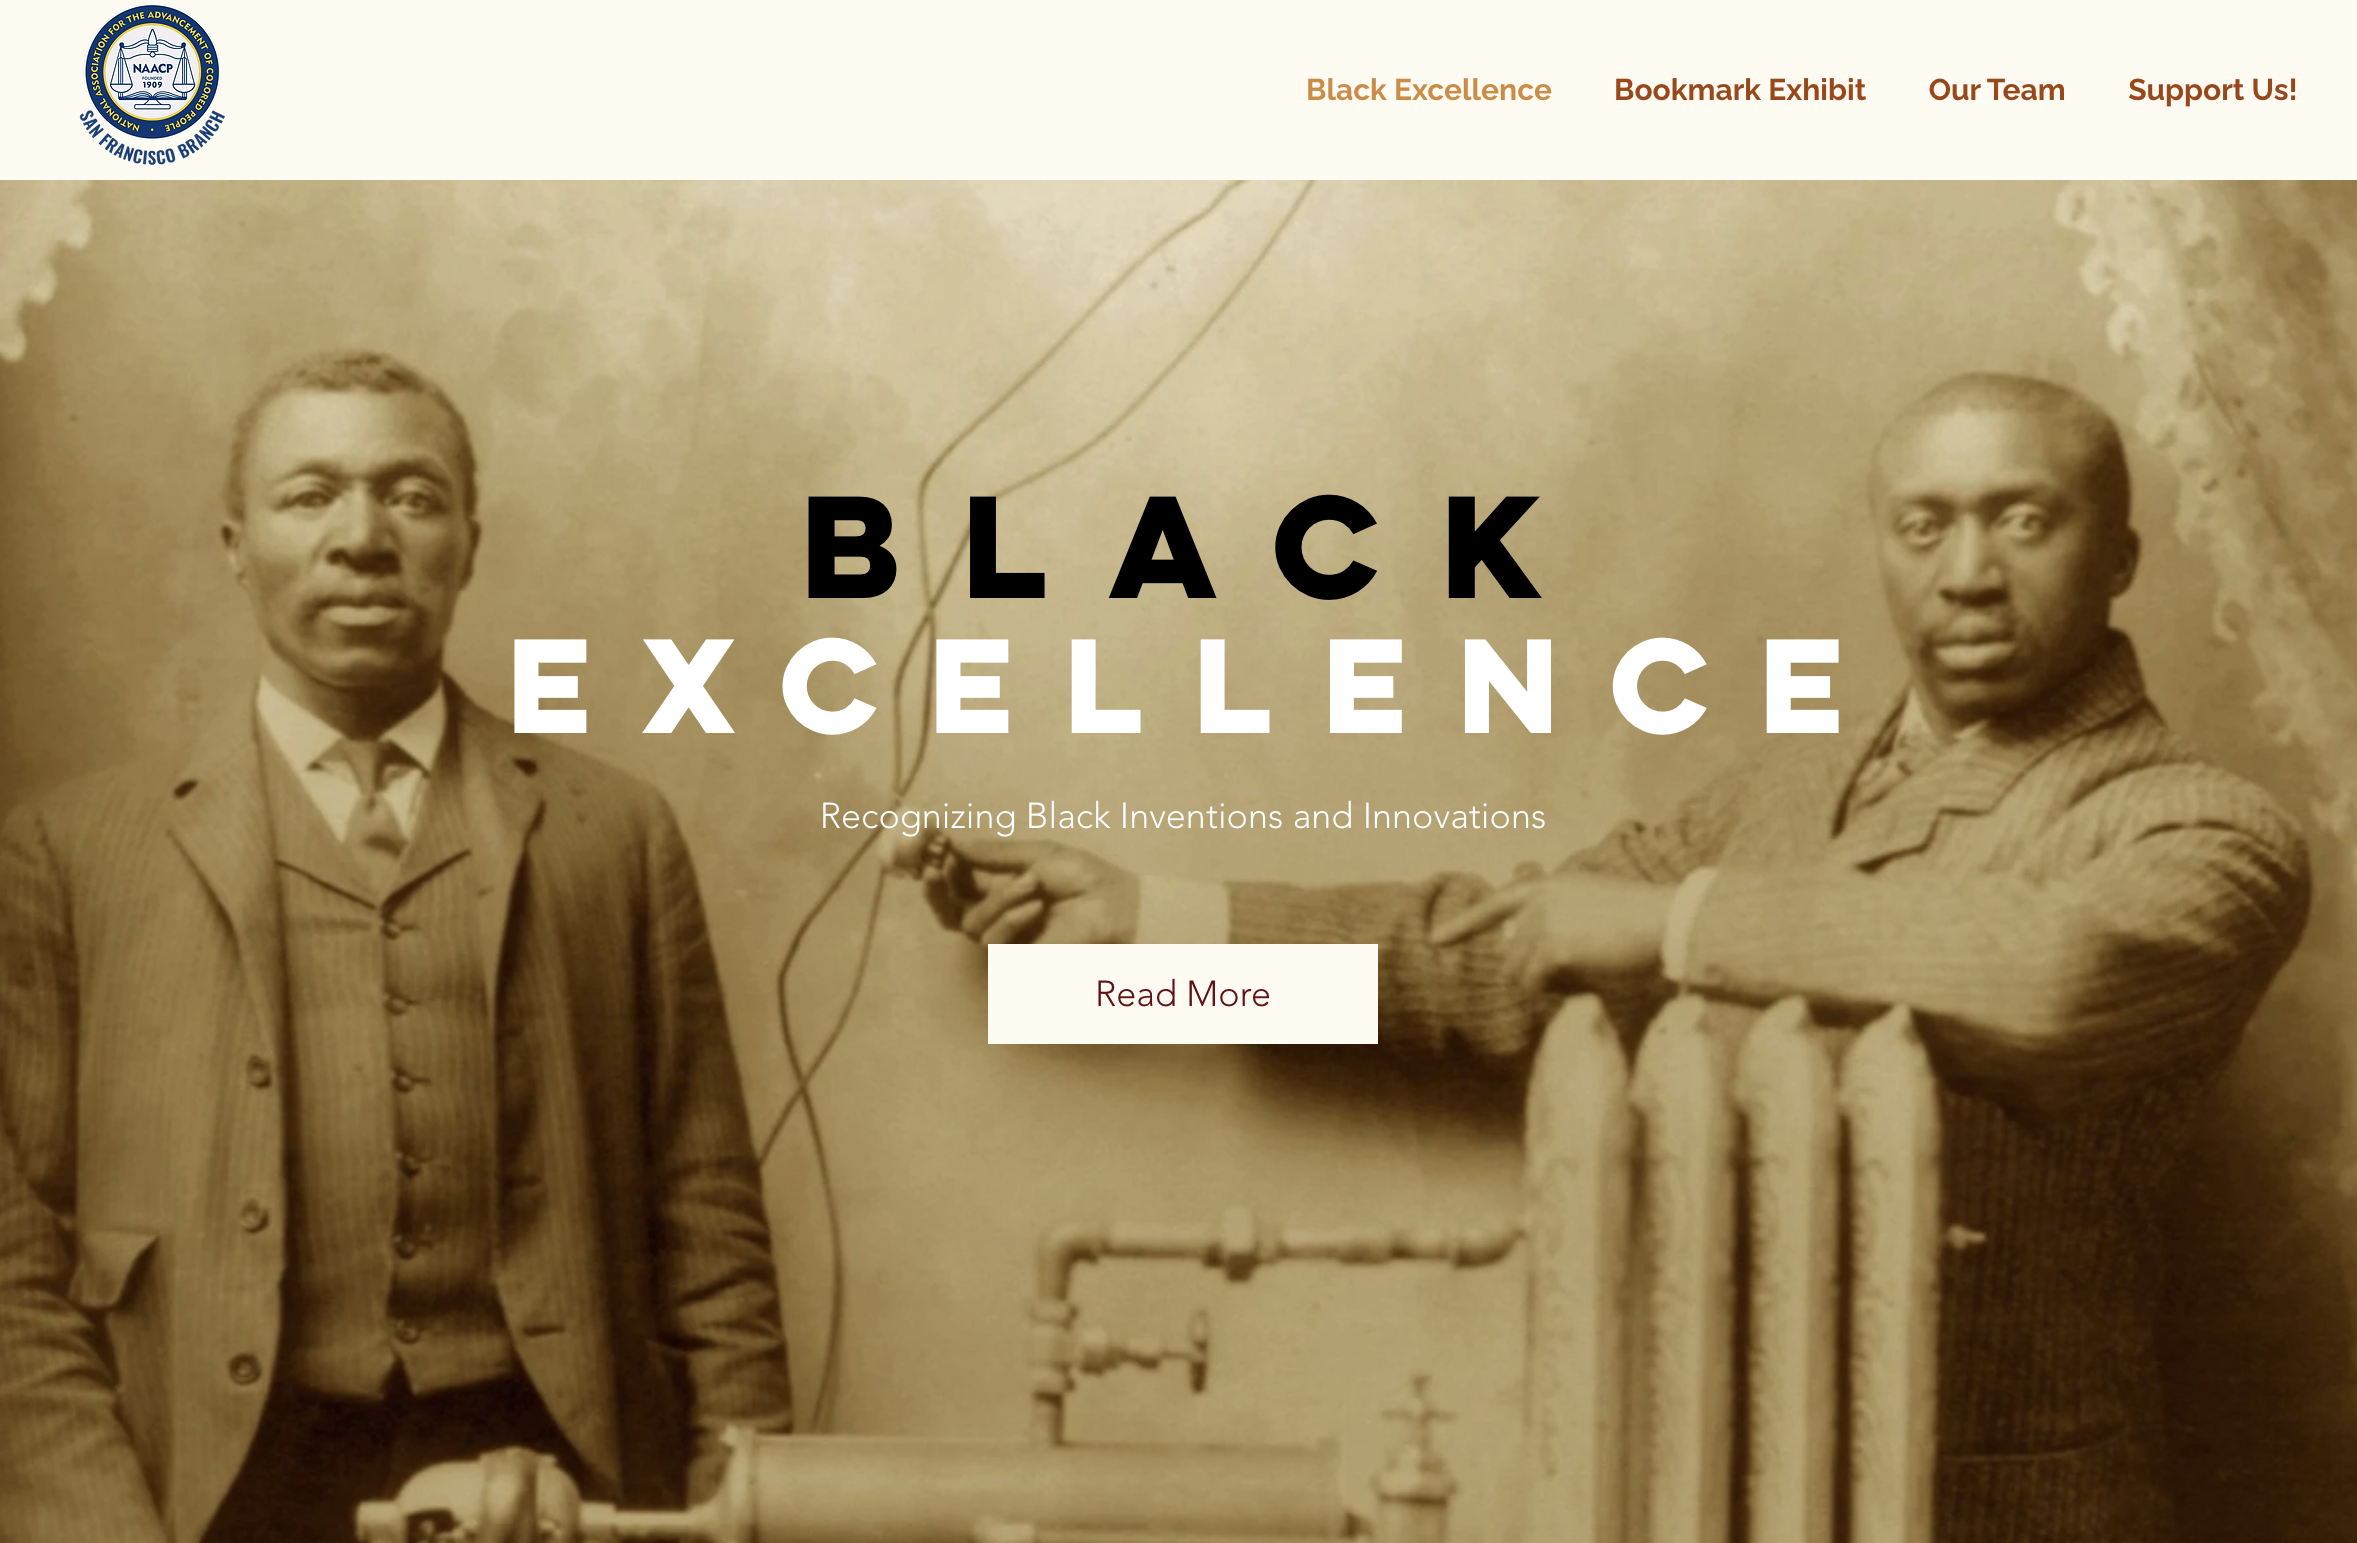 NATIONAL ASSOCIATION FOR THE ADVANCEMENT OF COLORED PEOPLE
NAACP
FOUNDED
1909
SAN FRANCISCO BRANCH
Black Excellence Bookmark Exhibit Our Team Support Us!
BLACK
EXCELLENCE
Recognizing Black Inventions and Innovations
Read More